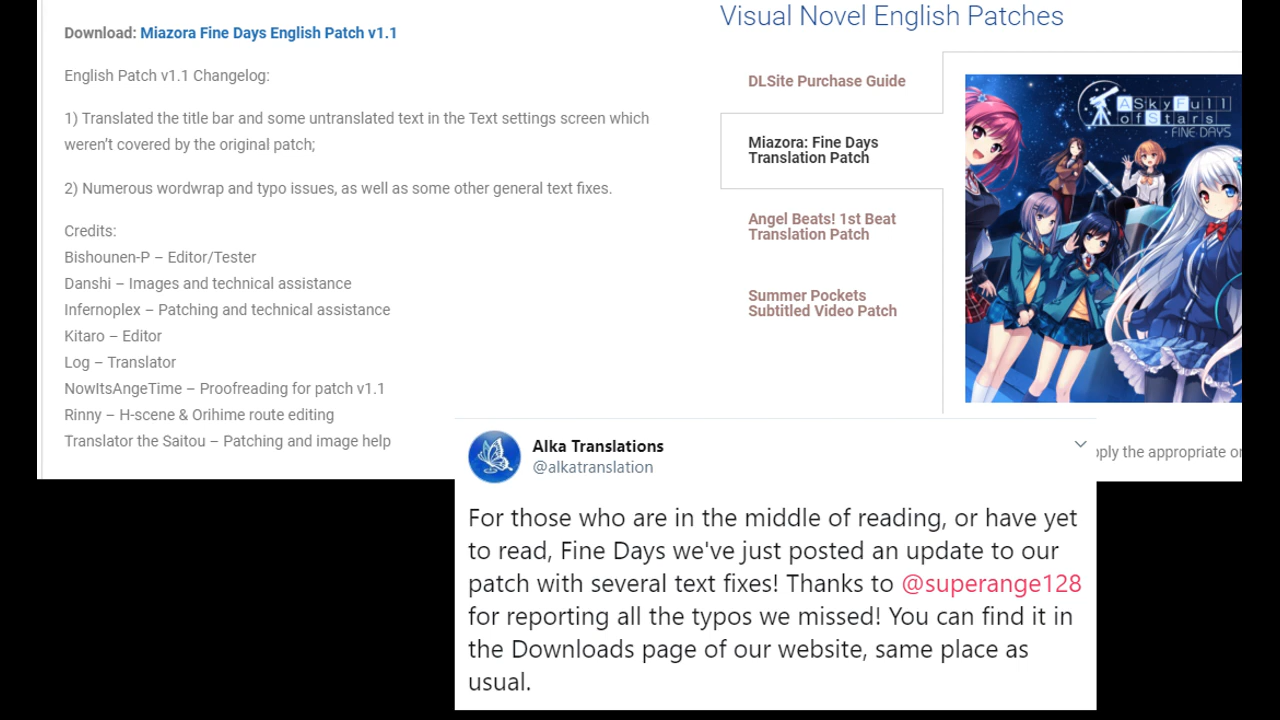 Download: Miazora Fine Days English Patch v1.1
English Patch v1.1 Changelog:
1) Translated the title bar and some untranslated text in the Text settings screen which
weren't covered by the original patch;
2) Numerous wordwrap and typo issues, as well as some other general text fixes.
Credits:
Bishounen-P – Editor/Tester
Danshi – Images and technical assistance
Infernoplex – Patching and technical assistance
Kitaro – Editor
Log – Translator
NowItsAngeTime – Proofreading for patch v1.1
Rinny – H-scene & Orihime route editing
Translator the Saitou – Patching and image help
Visual Novel English Patches
DLSite Purchase Guide
Miazora: Fine Days
Translation Patch
Angel Beats! 1st Beat
Translation Patch
Summer Pockets
Subtitled Video Patch
A Sky Full
of Stars
FINE DAYS
the appropriate
Alka Translations
@alkatranslation
For those who are in the middle of reading, or have yet
to read, Fine Days we've just posted an update to our
patch with several text fixes! Thanks to @superange128
for reporting all the typos we missed! You can find it in
the Downloads page of our website, same place as
usual.